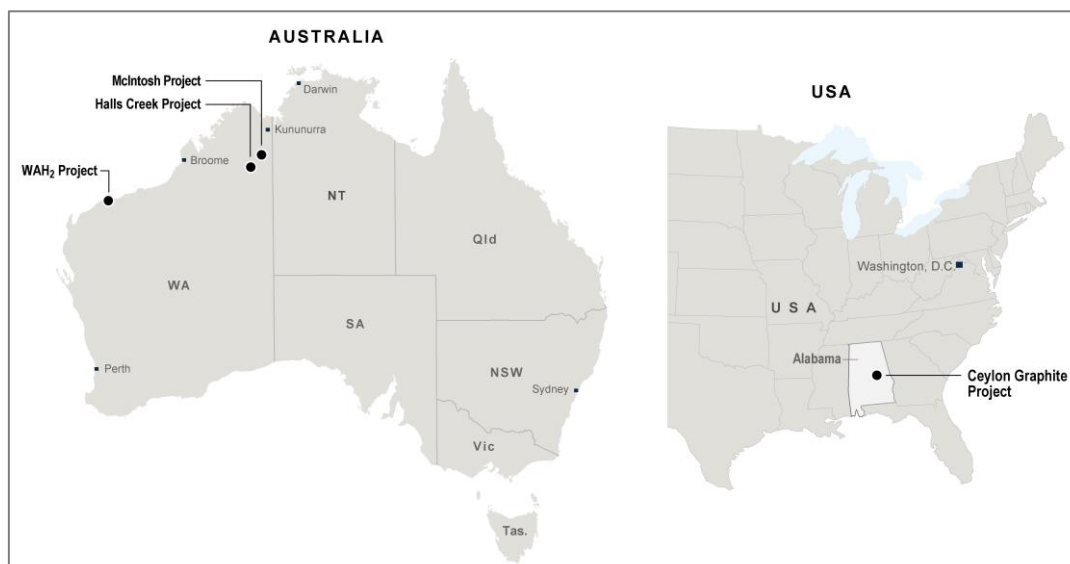 AUSTRALIA
McIntosh Project
Halls Creek Project
WAH₂ Project
Darwin
Kununurra
Broome
NT
Qld
WA
SA
Perth
NSW
Sydney
Vic
Tas.
USA
Washington, D.C.
USA
Alabama
Ceylon Graphite
Project